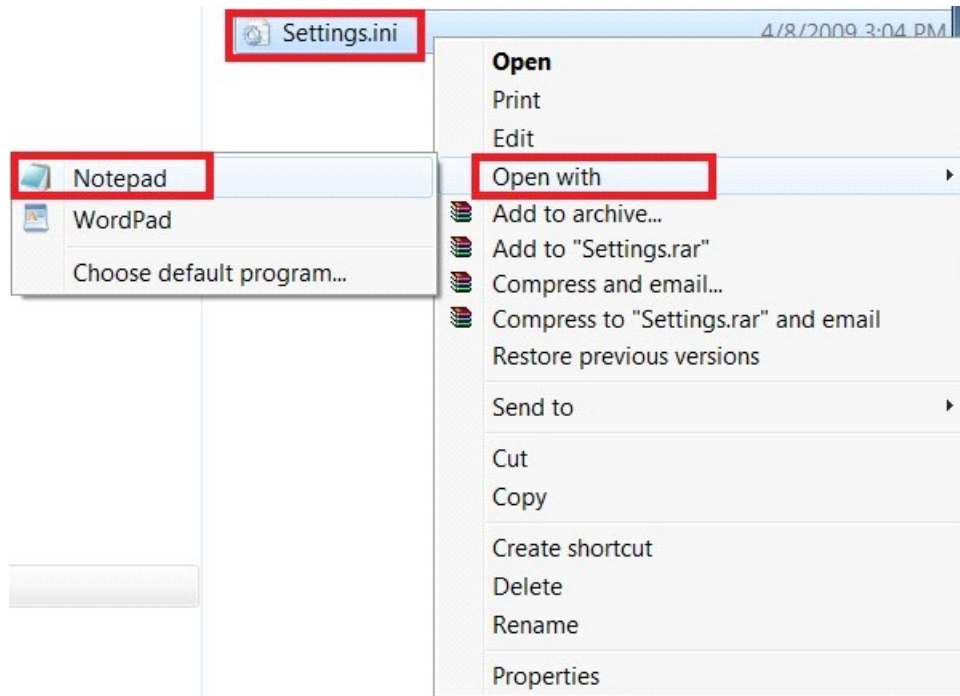 Settings.ini 4/8/2009 3:04 PM
Open
Print
Edit
Open with
Notepad
WordPad
Choose default program...
Add to archive...
Add to "Settings.rar"
Compress and email...
Compress to "Settings.rar" and email
Restore previous versions
Send to
Cut
Copy
Create shortcut
Delete
Rename
Properties